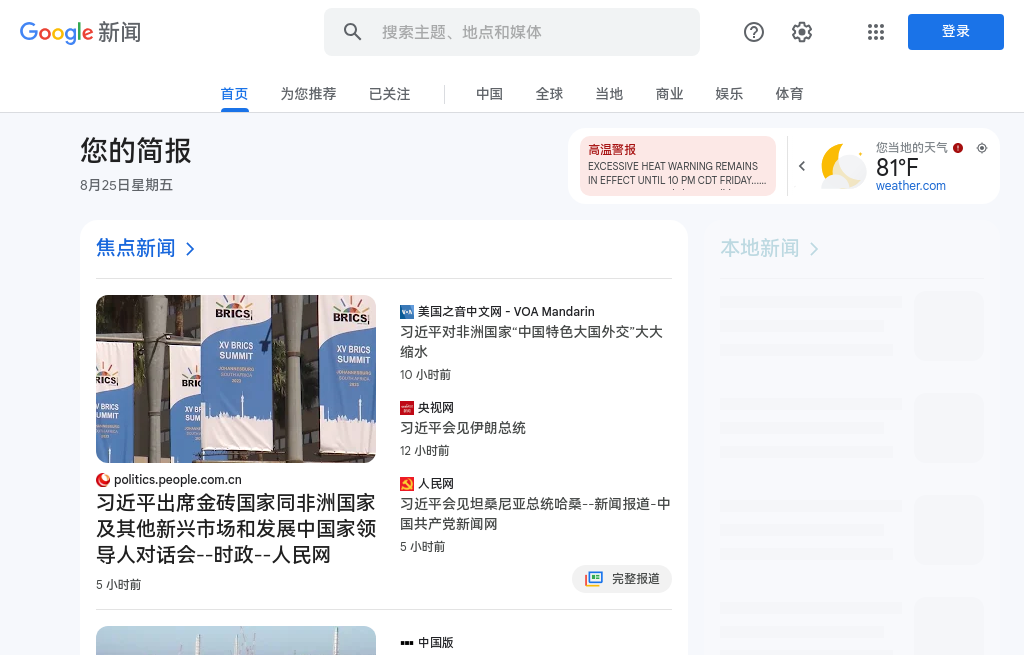 Google 新闻
搜索主题、地点和媒体
登录
首页
为您推荐
已关注
中国
全球
当地
商业
娱乐
体育
您的简报
8月25日星期五
高温警报
EXCESSIVE HEAT WARNING REMAINS
IN EFFECT UNTIL 10 PM CDT FRIDAY......
您当地的天气
81°F
weather.com
焦点新闻
本地新闻
BRICS
XV BRICS
SUMMIT
JOHANNESBURG
SOUTH AFRICA
2023
BRICS
XV BRICS
SUMMIT
politics.people.com.cn
习近平出席金砖国家同非洲国家
及其他新兴市场和发展中国家领
导人对话会--时政--人民网
5 小时前
美国之音中文网 - VOA Mandarin
习近平对非洲国家“中国特色大国外交”大大
缩水
10 小时前
央视网
习近平会见伊朗总统
12 小时前
人民网
习近平会见坦桑尼亚总统哈桑--新闻报道-中
国共产党新闻网
5 小时前
完整报道
中国版